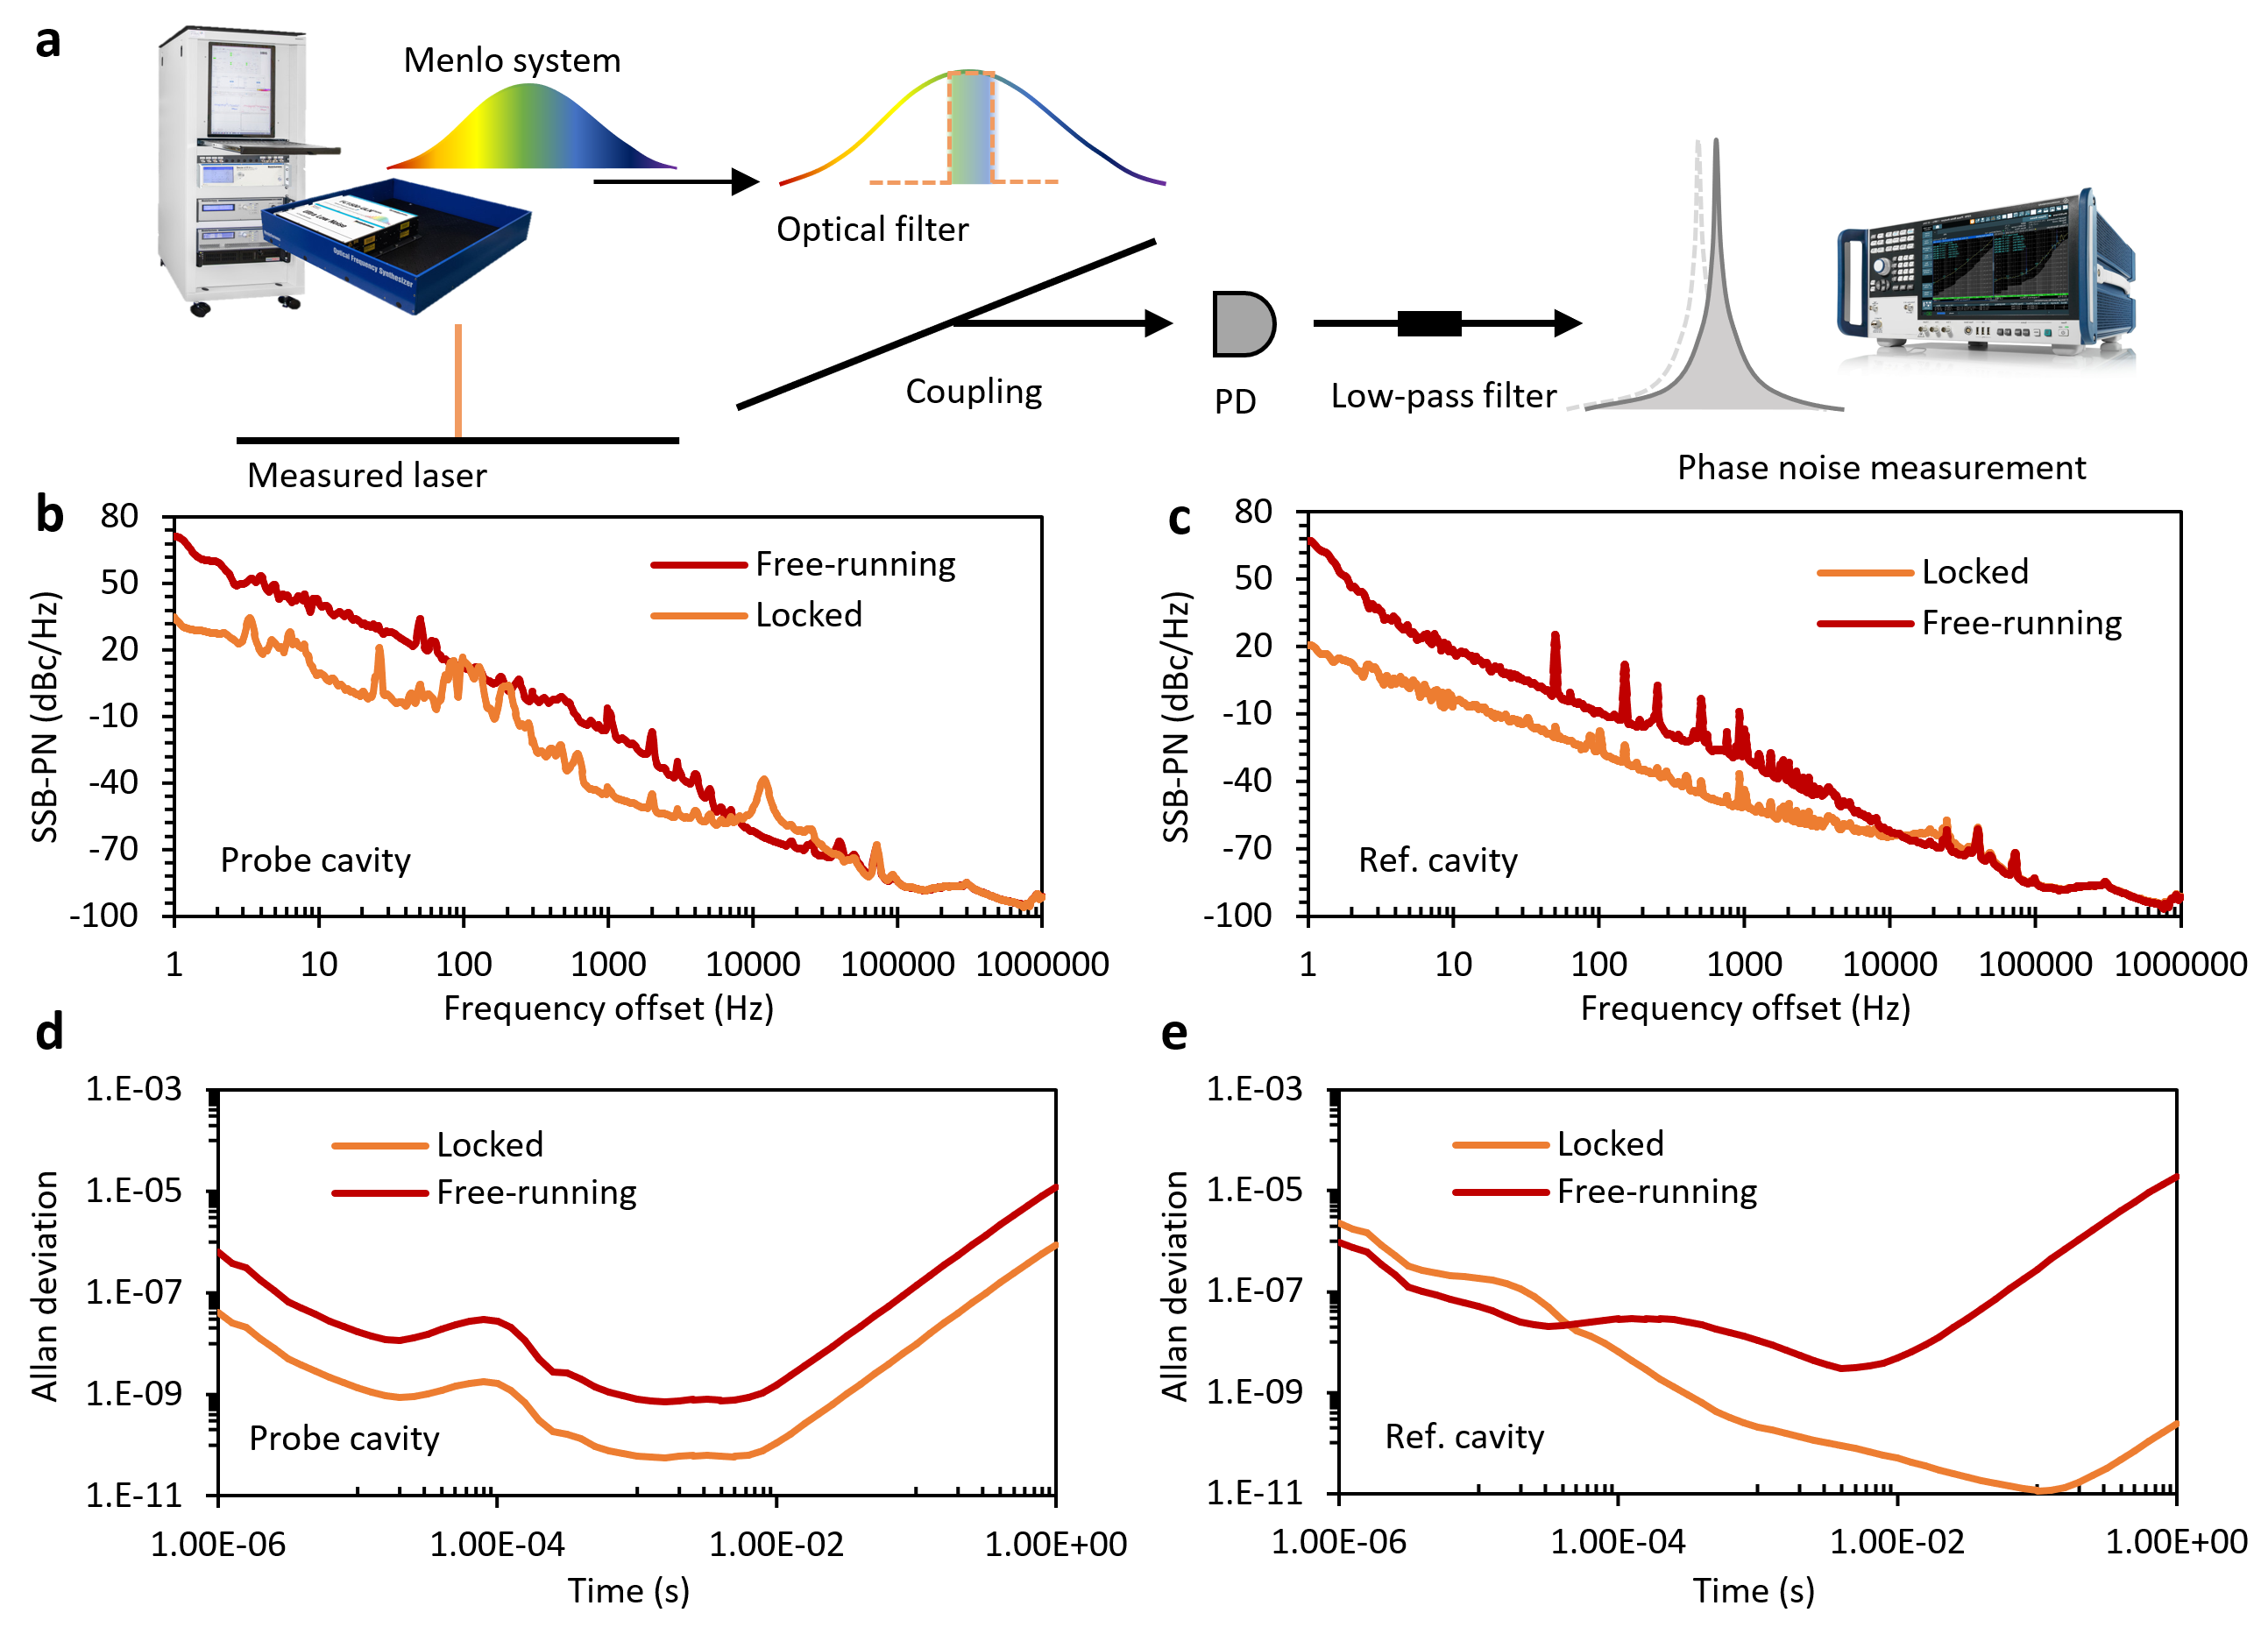 a
Menlo system
Ultra Low Noise
Optical Frequency Synthesizer
Optical filter
Coupling
PD
Low-pass filter
Measured laser
Phase noise measurement
b
80
50
20
-10
-40
-70
-100
SSB-PN (dBc/Hz)
Free-running
Locked
Probe cavity
1 10 100 1000 10000 100000 1000000
Frequency offset (Hz)
c
80
50
20
-10
-40
-70
-100
SSB-PN (dBc/Hz)
Locked
Free-running
Ref. cavity
1 10 100 1000 10000 100000 1000000
Frequency offset (Hz)
d
1.E-03
1.E-05
1.E-07
1.E-09
1.E-11
Allan deviation
Locked
Free-running
Probe cavity
1.00E-06 1.00E-04 1.00E-02 1.00E+00
Time (s)
e
1.E-03
1.E-05
1.E-07
1.E-09
1.E-11
Allan deviation
Locked
Free-running
Ref. cavity
1.00E-06 1.00E-04 1.00E-02 1.00E+00
Time (s)